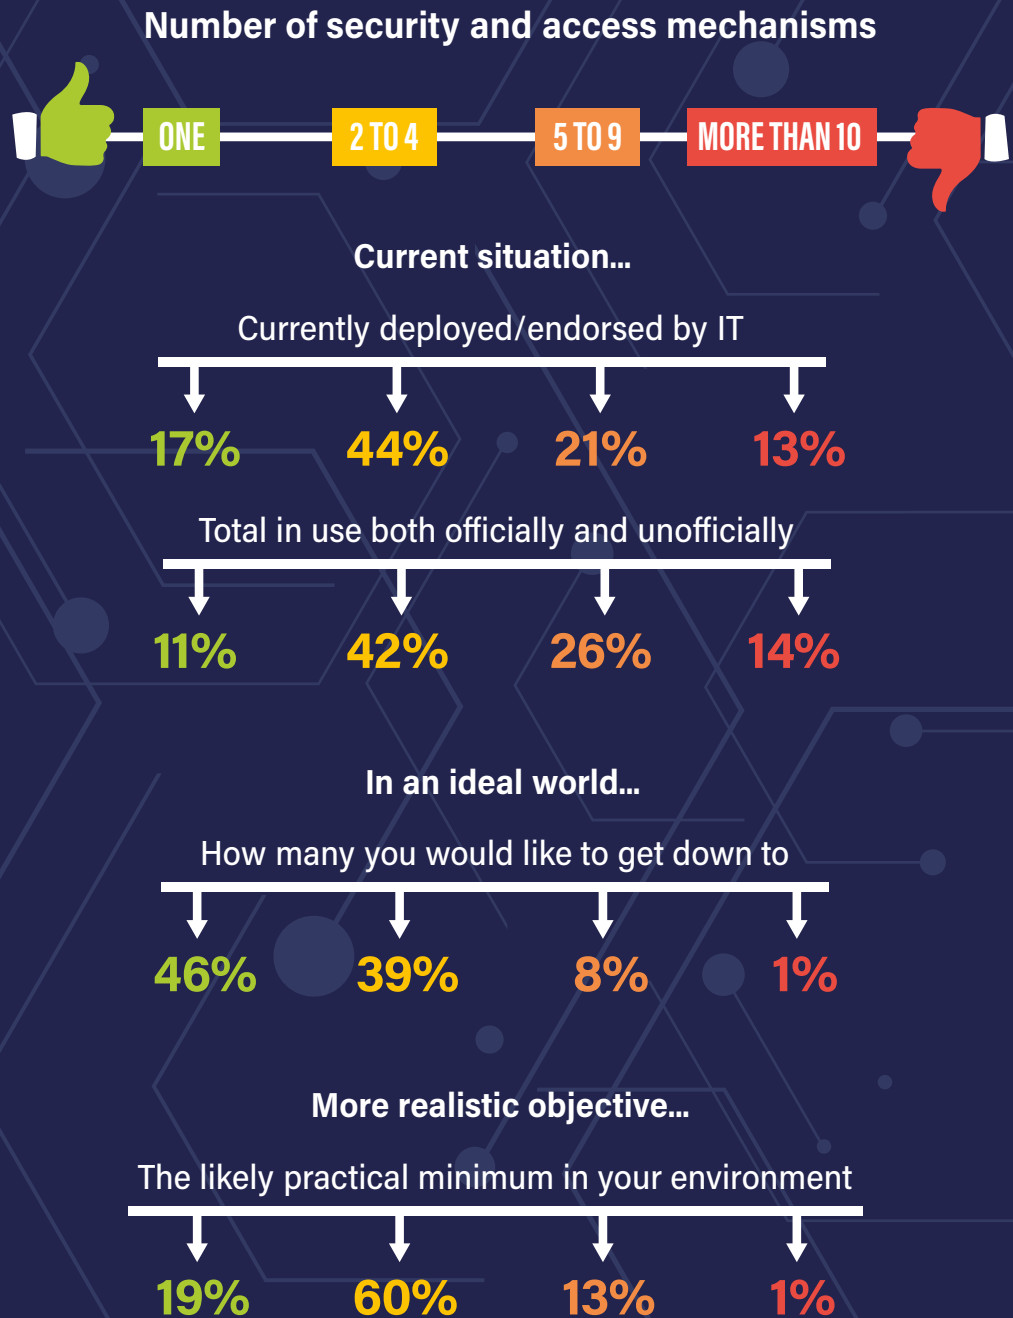 Number of security and access mechanisms
ONE 2 TO 4 5 TO 9 MORE THAN 10
Current situation...
Currently deployed/endorsed by IT
17% 44% 21% 13%
Total in use both officially and unofficially
11% 42% 26% 14%
In an ideal world...
How many you would like to get down to
46% 39% 8% 1%
More realistic objective...
The likely practical minimum in your environment
19% 60% 13% 1%